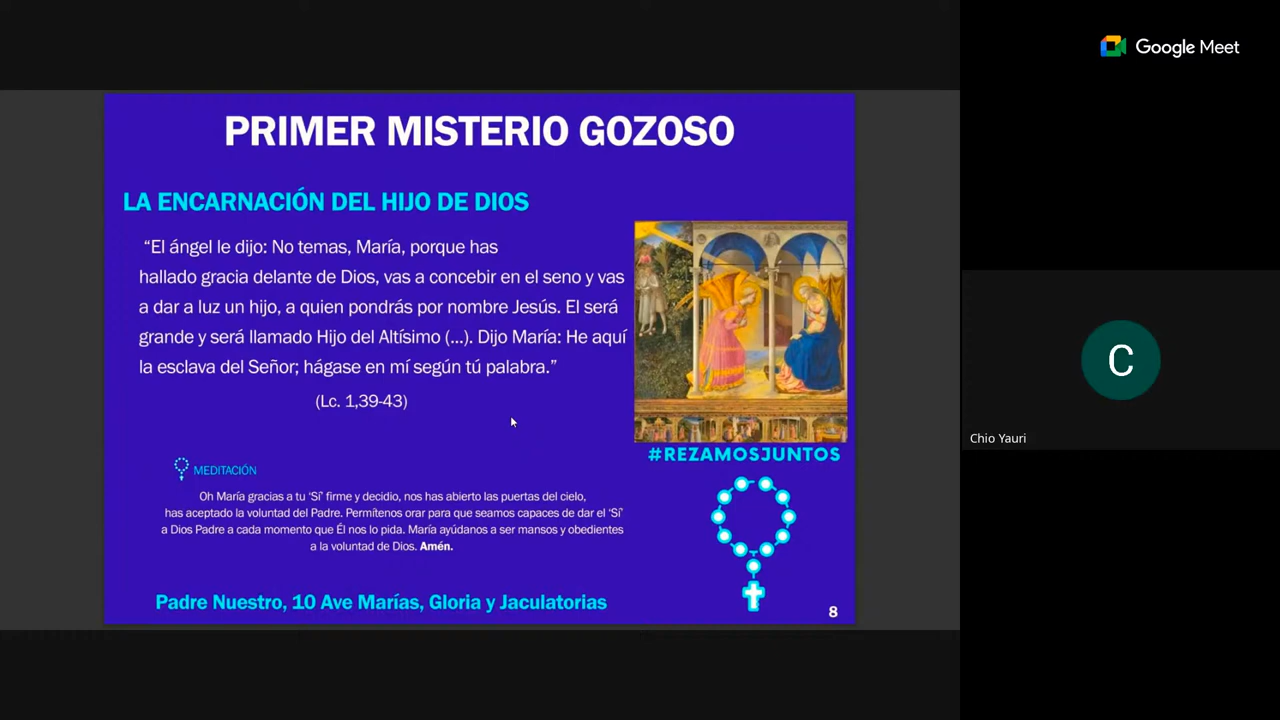 Google Meet
PRIMER MISTERIO GOZOSO
LA ENCARNACIÓN DEL HIJO DE DIOS
“El ángel le dijo: No temas, María, porque has
hallado gracia delante de Dios, vas a concebir en el seno y vas
a dar a luz un hijo, a quien pondrás por nombre Jesús. El será
grande y será llamado Hijo del Altísimo (...). Dijo María: He aquí
la esclava del Señor; hágase en mí según tú palabra.”
(Lc. 1,39-43)
MEDITACIÓN
Oh María gracias a tu ‘Sí’ firme y decidio, nos has abierto las puertas del cielo,
has aceptado la voluntad del Padre. Permítenos orar para que seamos capaces de dar el ‘Sí’
a Dios Padre a cada momento que Él nos lo pida. María ayúdanos a ser mansos y obedientes
a la voluntad de Dios. Amén.
Padre Nuestro, 10 Ave Marías, Gloria y Jaculatorias
#REZAMOSJUNTOS
8
C
Chio Yauri